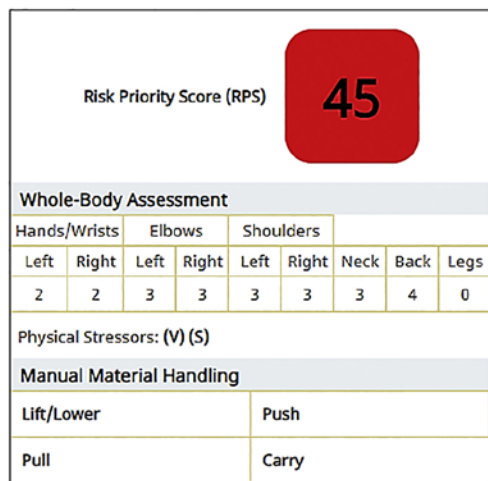 Risk Priority Score (RPS) 45
Whole-Body Assessment
Hands/Wrists Elbows Shoulders
Left Right Left Right Left Right Neck Back Legs
2 2 3 3 3 3 3 4 0
Physical Stressors: (V) (S)
Manual Material Handling
Lift/Lower Push
Pull Carry